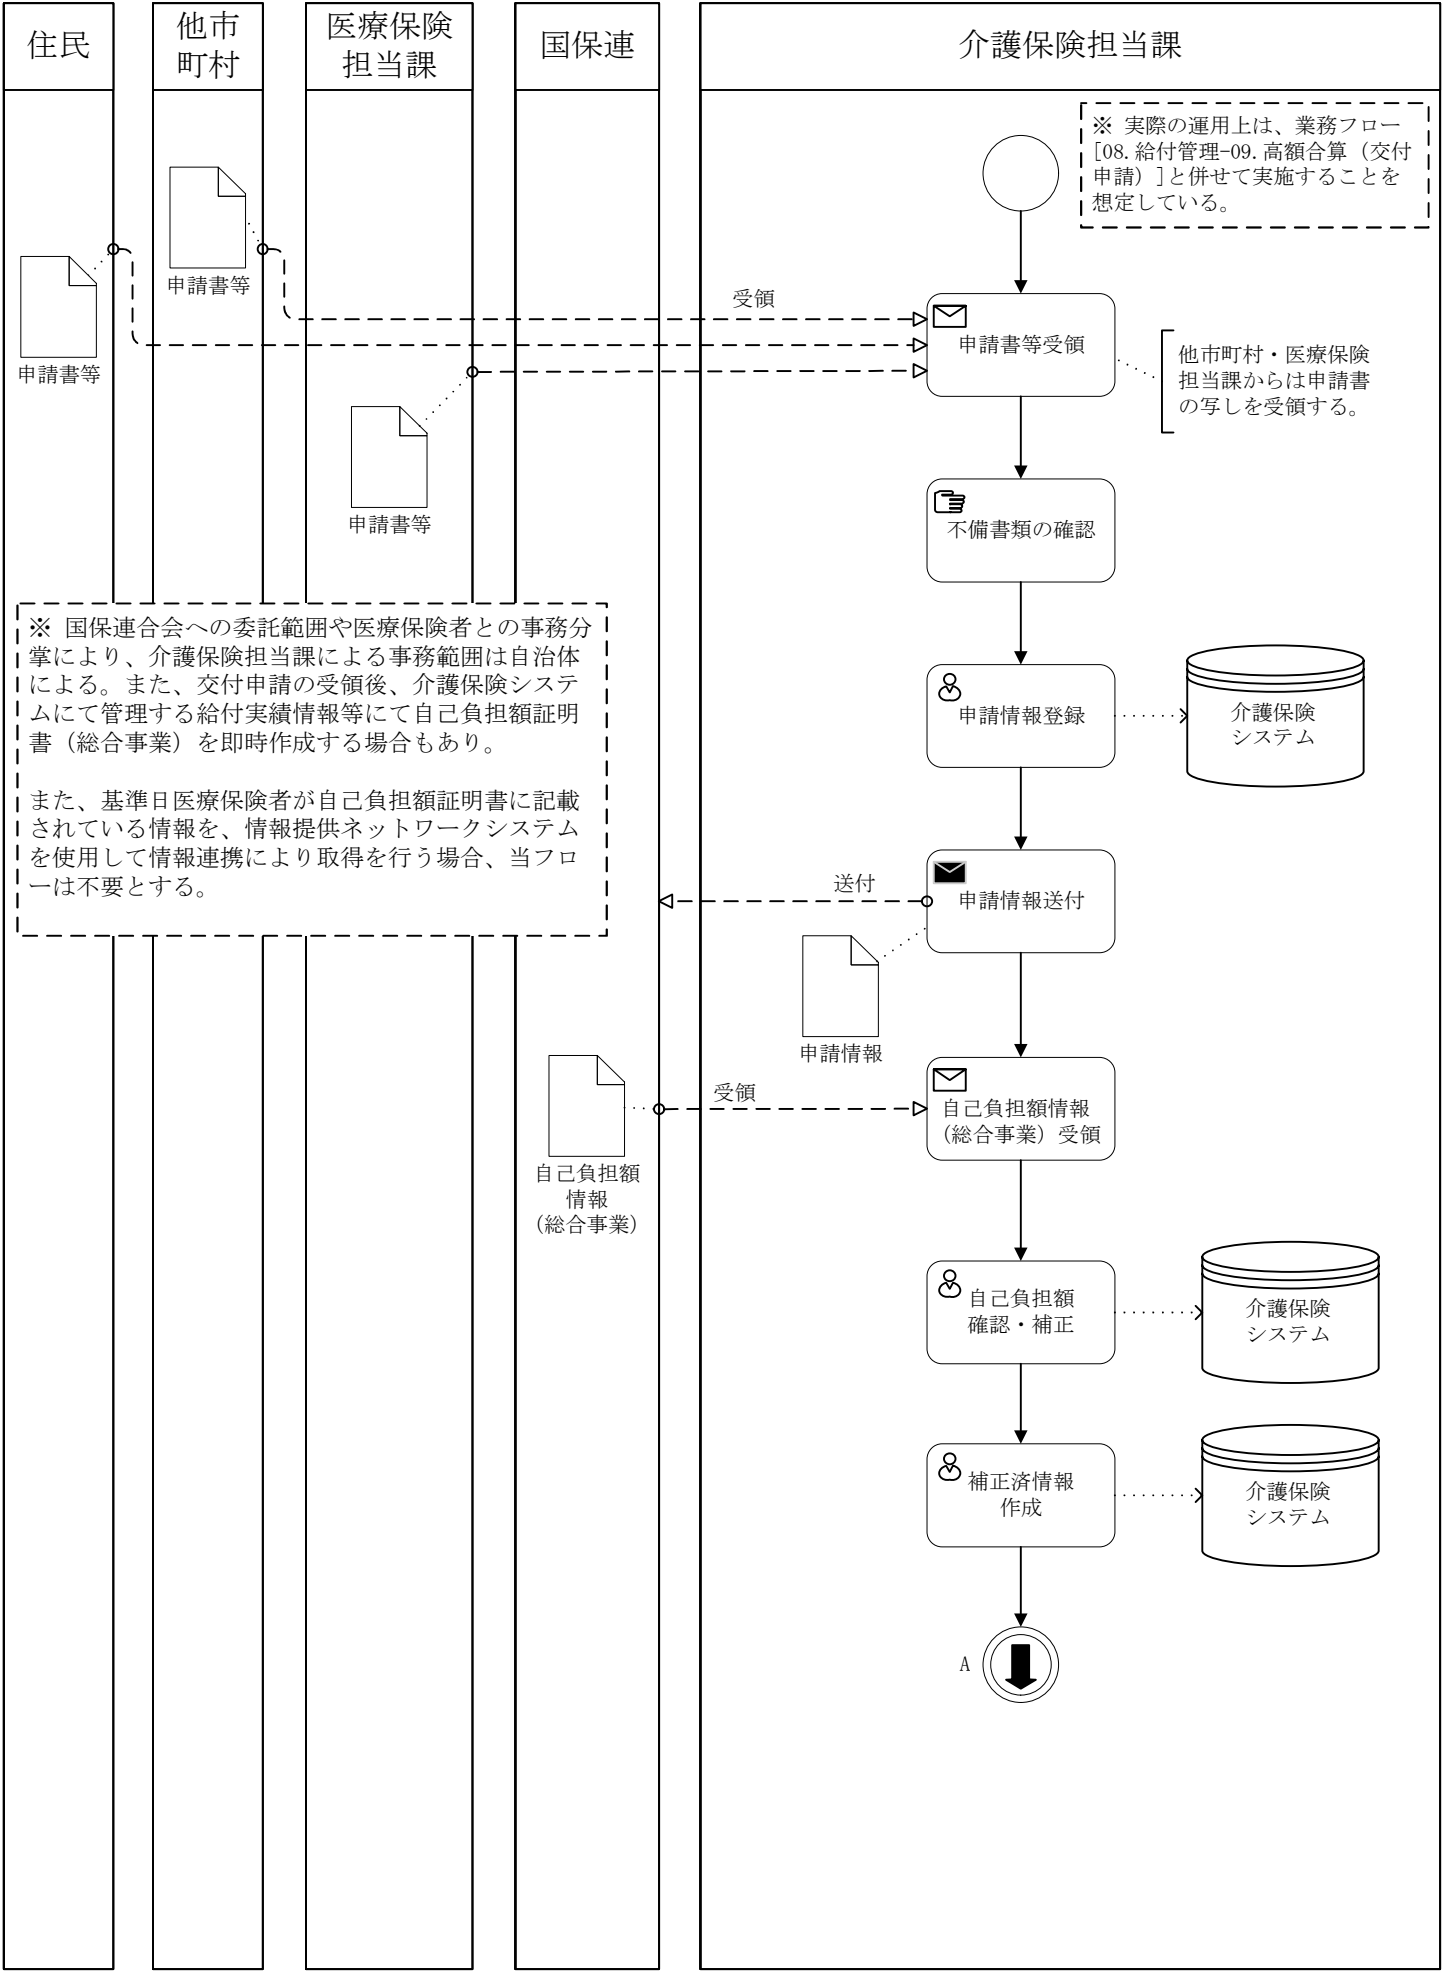 住民
他市
町村
医療保険
担当課
国保連
介護保険担当課
※ 実際の運用上は、業務フロー
[08.給付管理-09.高額合算（交付
申請）]と併せて実施することを
想定している。
申請書等
申請書等
申請書等
受領
申請書等受領
他市町村・医療保険
担当課からは申請書
の写しを受領する。
不備書類の確認
※ 国保連合会への委託範囲や医療保険者との事務分
掌により、介護保険担当課による事務範囲は自治体
による。また、交付申請の受領後、介護保険システ
ムにて管理する給付実績情報等にて自己負担額証明
書（総合事業）を即時作成する場合もあり。
また、基準日医療保険者が自己負担額証明書に記載
されている情報を、情報提供ネットワークシステム
を使用して情報連携により取得を行う場合、当フロ
ーは不要とする。
申請情報登録
介護保険
システム
送付
申請情報送付
申請情報
受領
自己負担額情報
（総合事業）受領
自己負担額
情報
（総合事業）
自己負担額
確認・補正
介護保険
システム
補正済情報
作成
介護保険
システム
A